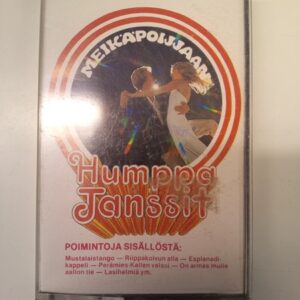 MEIKÄPOIJJAAN
Humppa
Tanssit
POIMINTOJA SISÄLLÖSTÄ:
Mustalaistango — Riippakoivun alla — Esplanadi-
kappeli — Perämies-Kallen valssi — On armas mulle
aallon tie — Lasihelmiä ym.